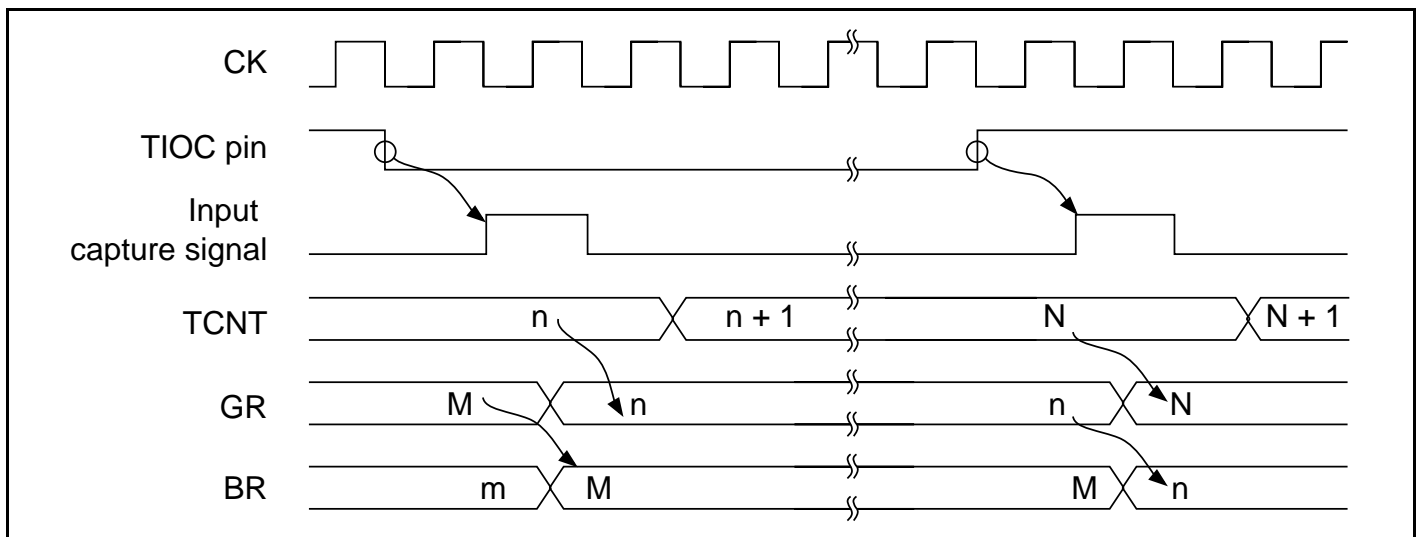 CK
TIOC pin
Input
capture signal
TCNT n n + 1 N N + 1
GR M n n N
BR m M M n